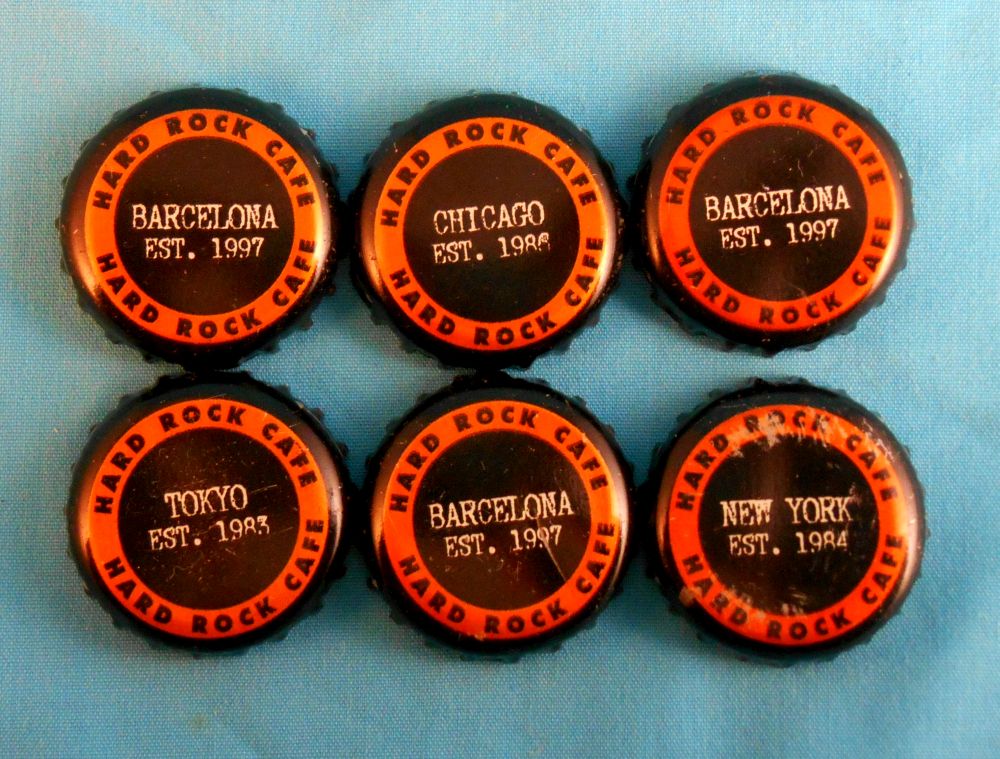 HARD ROCK CAFE
BARCELONA
EST. 1997
HARD ROCK CAFE
HARD ROCK CAFE
CHICAGO
EST. 1986
HARD ROCK CAFE
HARD ROCK CAFE
BARCELONA
EST. 1997
HARD ROCK CAFE
HARD ROCK CAFE
TOKYO
EST. 1983
HARD ROCK CAFE
HARD ROCK CAFE
BARCELONA
EST. 1997
HARD ROCK CAFE
HARD ROCK CAFE
NEW YORK
EST. 1984
HARD ROCK CAFE